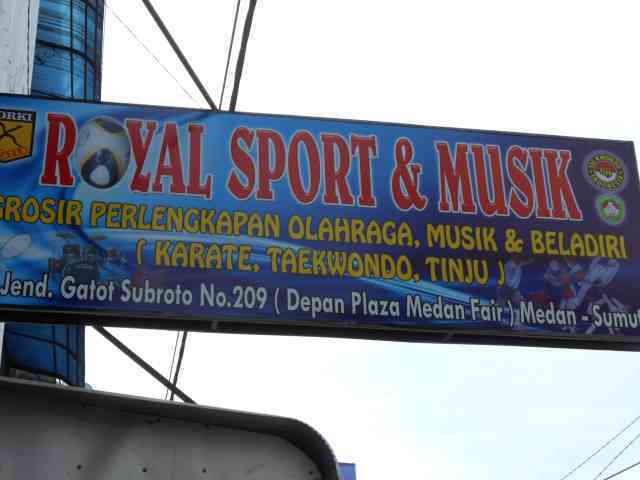 ORKI
ROYAL SPORT & MUSIK
GROSIR PERLENGKAPAN OLAHRAGA, MUSIK & BELADIRI
( KARATE, TAEKWONDO, TINJU )
Jend. Gatot Subroto No.209 ( Depan Plaza Medan Fair ) Medan - Sumut